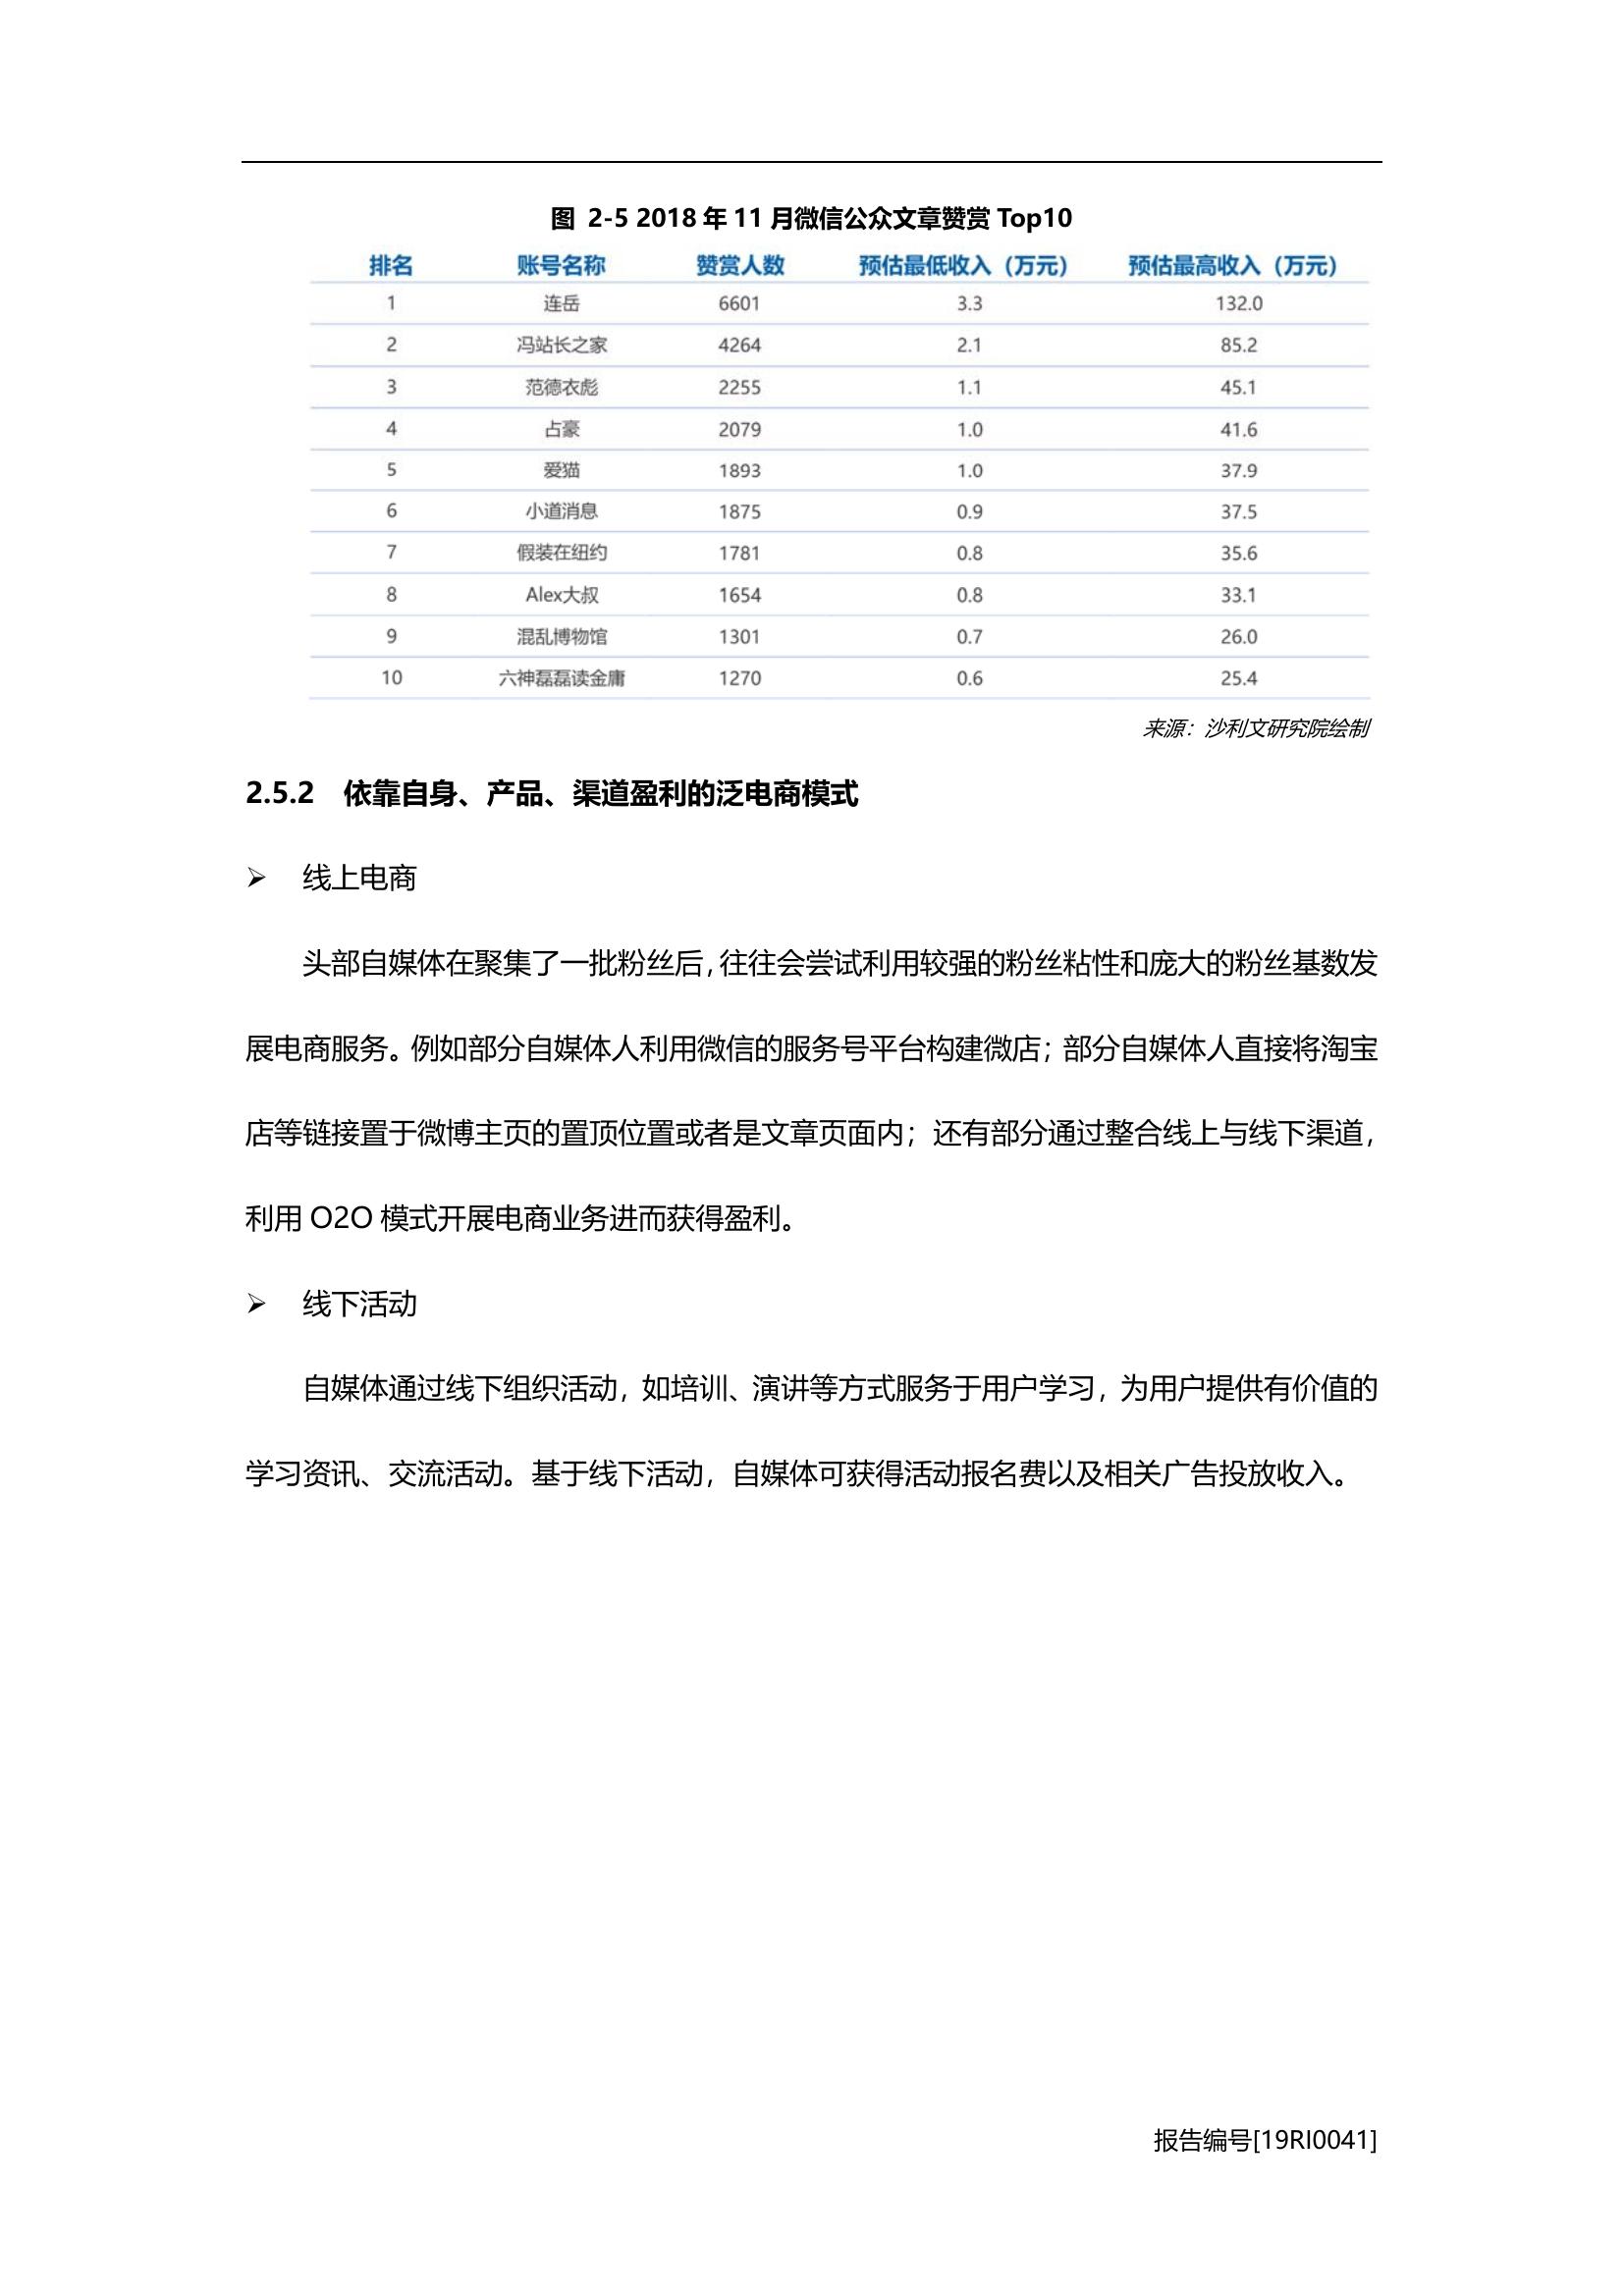 图 2-5 2018 年 11 月微信公众文章赞赏 Top10
排名 账号名称 赞赏人数 预估最低收入（万元） 预估最高收入（万元）
1 连岳 6601 3.3 132.0
2 冯站长之家 4264 2.1 85.2
3 范德衣彪 2255 1.1 45.1
4 占豪 2079 1.0 41.6
5 爱猫 1893 1.0 37.9
6 小道消息 1875 0.9 37.5
7 假装在纽约 1781 0.8 35.6
8 Alex大叔 1654 0.8 33.1
9 混乱博物馆 1301 0.7 26.0
10 六神磊磊读金庸 1270 0.6 25.4
来源：沙利文研究院绘制
2.5.2 依靠自身、产品、渠道盈利的泛电商模式
➢ 线上电商
头部自媒体在聚集了一批粉丝后，往往会尝试利用较强的粉丝粘性和庞大的粉丝基数发
展电商服务。例如部分自媒体人利用微信的服务号平台构建微店；部分自媒体人直接将淘宝
店等链接置于微博主页的置顶位置或者是文章页面内；还有部分通过整合线上与线下渠道，
利用 O2O 模式开展电商业务进而获得盈利。
➢ 线下活动
自媒体通过线下组织活动，如培训、演讲等方式服务于用户学习，为用户提供有价值的
学习资讯、交流活动。基于线下活动，自媒体可获得活动报名费以及相关广告投放收入。
报告编号[19RI0041]